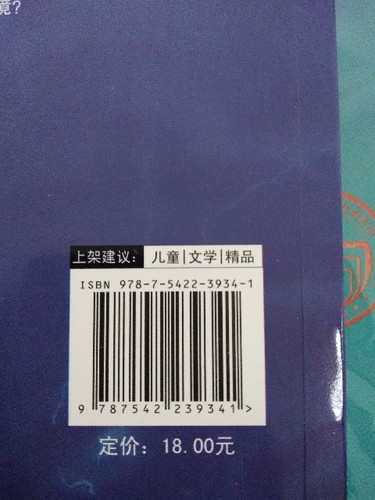 境?
上架建议: 儿童|文学|精品
ISBN 978-7-5422-3934-1
9 787542 239341 >
定价: 18.00元